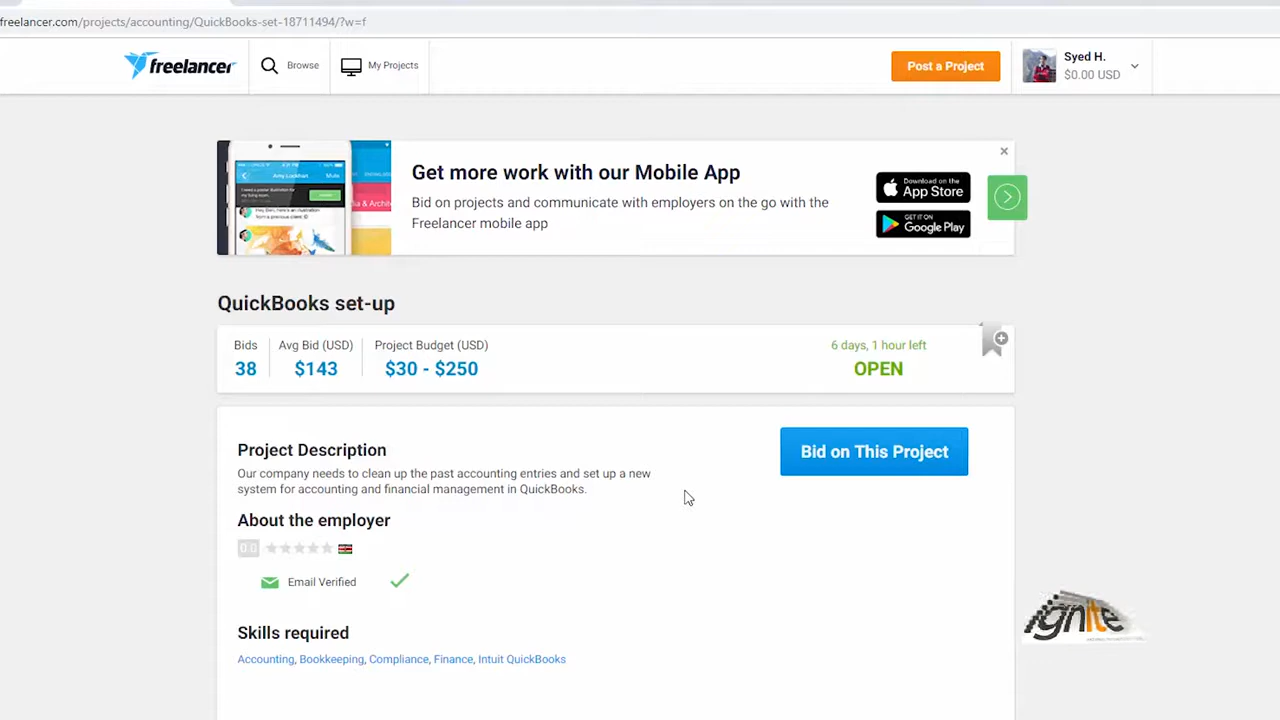 freelancer.com/projects/accounting/QuickBooks-set-18711494/?w=f
freelancer
Browse
My Projects
Post a Project
Syed H.
$0.00 USD
Get more work with our Mobile App
Bid on projects and communicate with employers on the go with the
Freelancer mobile app
Download on the
App Store
GET IT ON
Google Play
QuickBooks set-up
Bids
Avg Bid (USD)
Project Budget (USD)
6 days, 1 hour left
38
$143
$30 - $250
OPEN
Project Description
Bid on This Project
Our company needs to clean up the past accounting entries and set up a new
system for accounting and financial management in QuickBooks.
About the employer
0.0
Email Verified
Skills required
Accounting, Bookkeeping, Compliance, Finance, Intuit QuickBooks
ignite